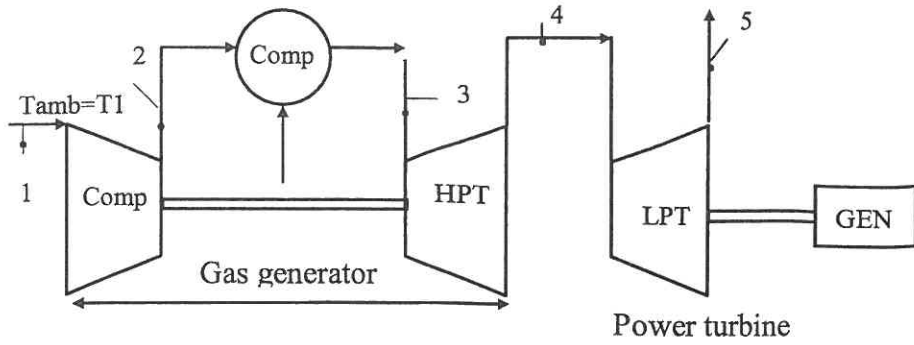 4
5
2
Comp
3
Tamb=T1
1
Comp
HPT
LPT
GEN
Gas generator
Power turbine